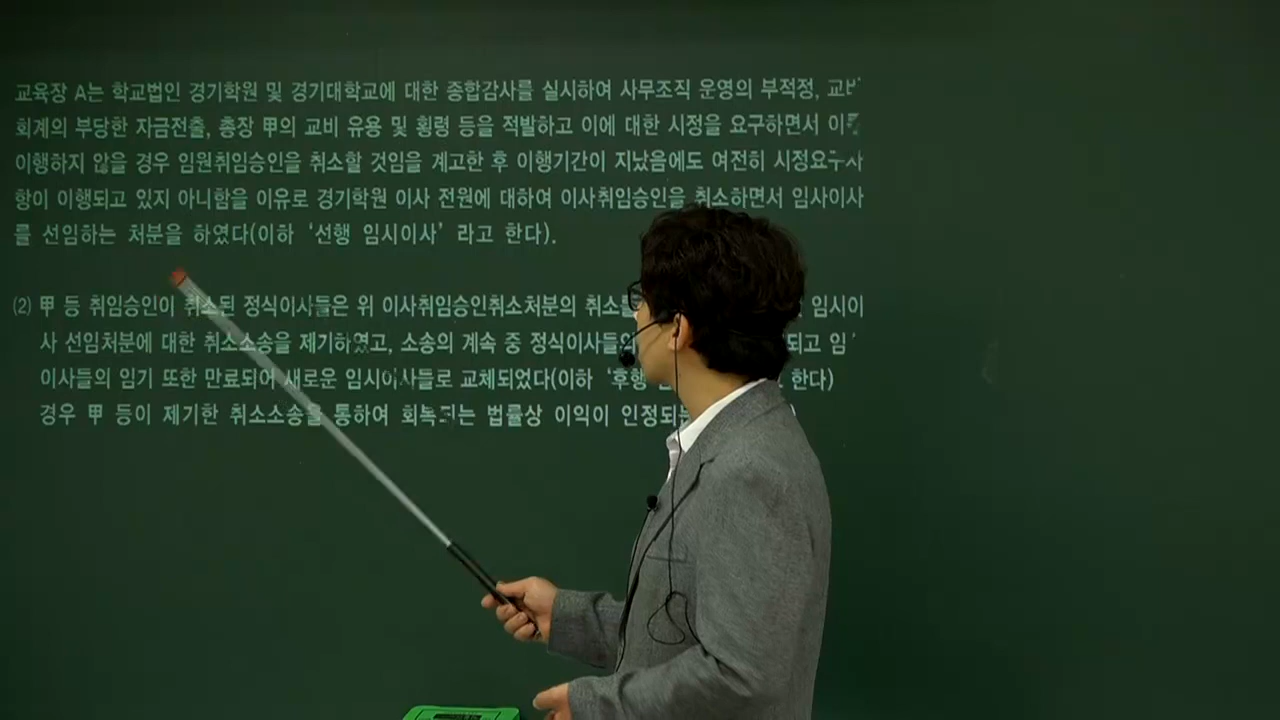 교육장 A는 학교법인 경기학원 및 경기대학교에 대한 종합감사를 실시하여 사무조직 운영의 부적정, 교비
회계의 부당한 자금전출, 총장 甲의 교비 유용 및 횡령 등을 적발하고 이에 대한 시정을 요구하면서 이를
이행하지 않을 경우 임원취임승인을 취소할 것임을 계고한 후 이행기간이 지났음에도 여전히 시정요구사
항이 이행되고 있지 아니함을 이유로 경기학원 이사 전원에 대하여 이사취임승인을 취소하면서 임사이사
를 선임하는 처분을 하였다(이하 ‘선행 임시이사’ 라고 한다).
(2) 甲 등 취임승인이 취소된 정식이사들은 위 이사취임승인취소처분의 취소를 임시이
사 선임처분에 대한 취소소송을 제기하였고, 소송의 계속 중 정식이사들의 되고 임
이사들의 임기 또한 만료되어 새로운 임시이사들로 교체되었다(이하 ‘후행 한다)
경우 甲 등이 제기한 취소소송을 통하여 회복되는 법률상 이익이 인정되는